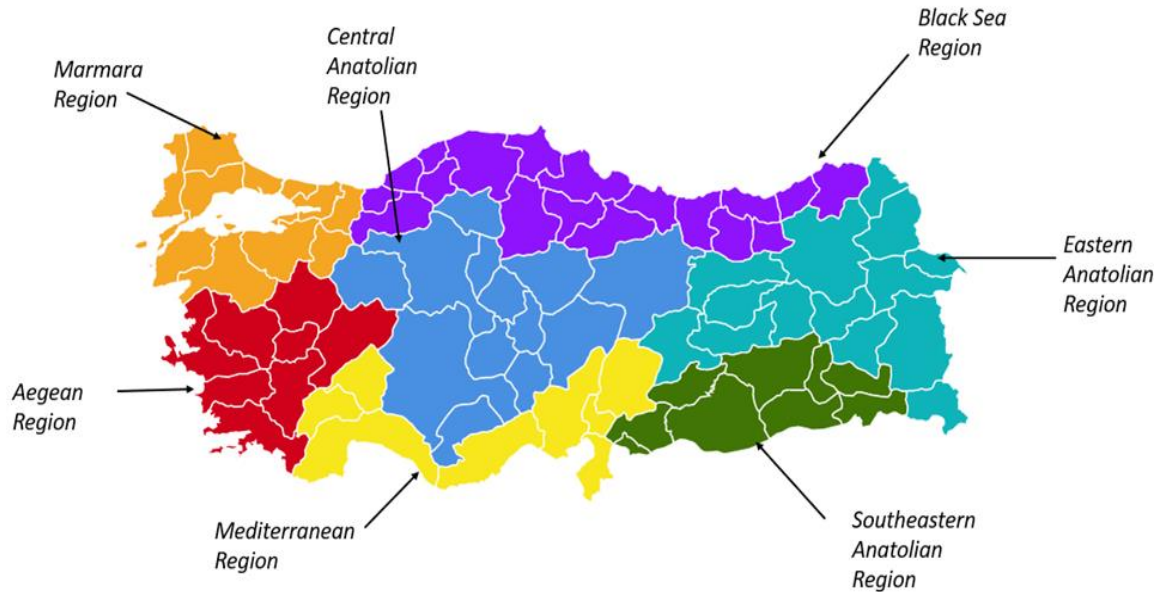 Black Sea
Region
Central
Anatolian
Region
Marmara
Region
Eastern
Anatolian
Region
Aegean
Region
Mediterranean
Region
Southeastern
Anatolian
Region